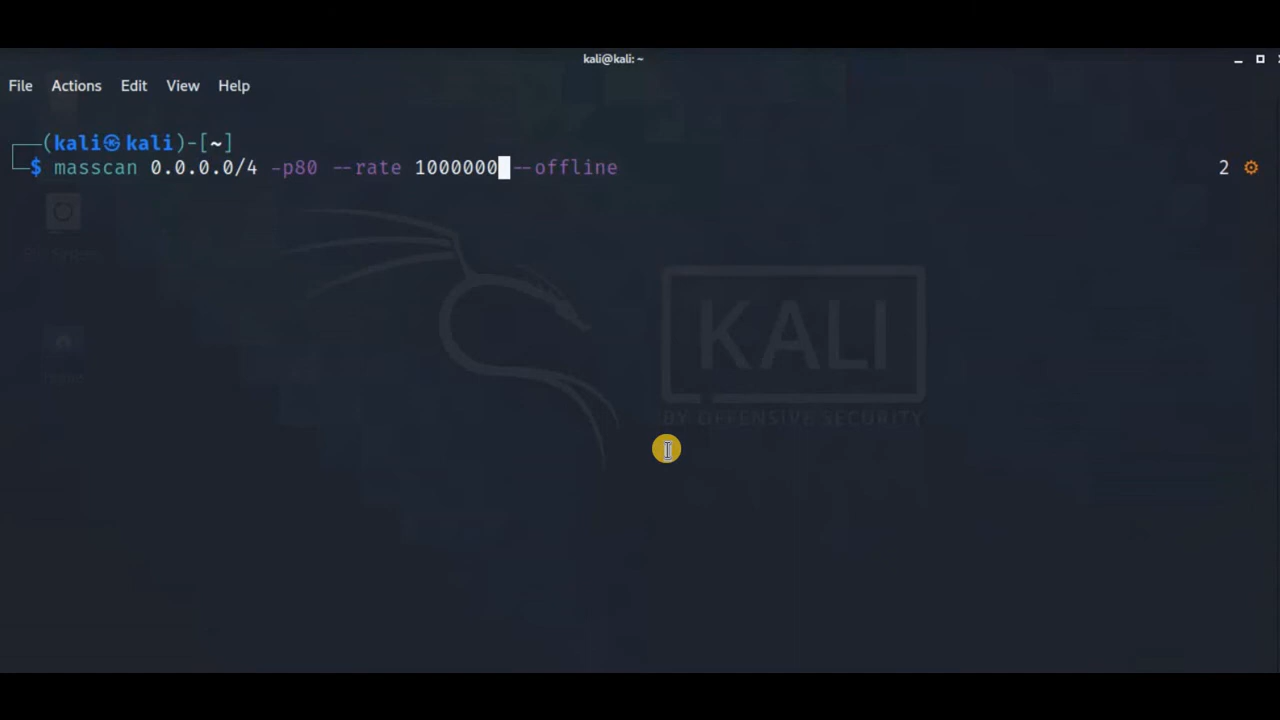 kali@kali: ~
File Actions Edit View Help
(kali㉿kali)-[~]
$ masscan 0.0.0.0/4 -p80 --rate 1000000 --offline 2
KALI
BY OFFENSIVE SECURITY